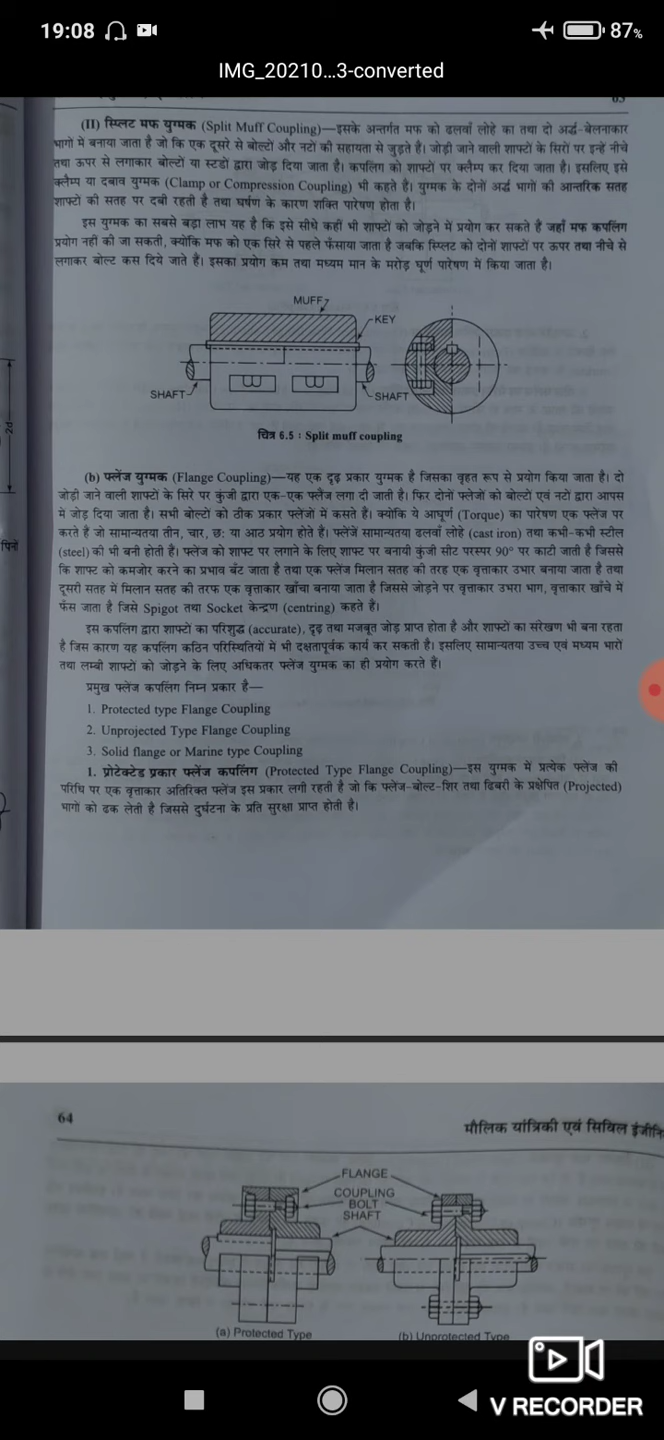 19:08
87%
IMG_20210...3-converted
(II) स्प्लिट मफ युग्मक (Split Muff Coupling)—इसके अन्तर्गत मफ को ढलवाँ लोहे का तथा दो अर्द्ध-बेलनाकार
भागों में बनाया जाता है जो कि एक दूसरे से बोल्टों और नटों की सहायता से जुड़ते हैं। जोड़ी जाने वाली शाफ्टों के सिरों पर इन्हें नीचे
तथा ऊपर से लगाकर बोल्टों या स्टडों द्वारा जोड़ दिया जाता है। कपलिंग को शाफ्टों पर क्लैम्प कर दिया जाता है। इसलिए इसे
क्लैम्प या दबाव युग्मक (Clamp or Compression Coupling) भी कहते हैं। युग्मक के दोनों अर्द्ध भागों की आन्तरिक सतह
शाफ्टों की सतह पर दबी रहती है तथा घर्षण के कारण शक्ति पारेषण होता है।
इस युग्मक का सबसे बड़ा लाभ यह है कि इसे सीधे कहीं भी शाफ्टों को जोड़ने में प्रयोग कर सकते है जहाँ मफ कपलिंग
प्रयोग नहीं की जा सकती, क्योंकि मफ को एक सिरे से पहले फँसाया जाता है जबकि स्प्लिट को दोनों शाफ्टों पर ऊपर तथा नीचे से
लगाकर बोल्ट कस दिये जाते हैं। इसका प्रयोग कम तथा मध्यम मान के मरोड़ घूर्ण पारेषण में किया जाता है।
MUFF
KEY
SHAFT
SHAFT
2d
चित्र 6.5 : Split muff coupling
(b) फ्लेंज युग्मक (Flange Coupling)—यह एक दृढ़ प्रकार युग्मक है जिसका वृहत रूप से प्रयोग किया जाता है। दो
जोड़ी जाने वाली शाफ्टों के सिरे पर कुंजी द्वारा एक-एक फ्लैंज लगा दी जाती है। फिर दोनों फ्लेजों को बोल्टों एवं नटों द्वारा आपस
में जोड़ दिया जाता है। सभी बोल्टों को ठीक प्रकार फ्लेंजों में कसते है। क्योंकि ये आघूर्ण (Torque) का पारेषण एक फ्लेज पर
करते हैं जो सामान्यतया तीन, चार, छः या आठ प्रयोग होते हैं। फ्लेंजें सामान्यतया ढलवाँ लोहे (cast iron) तथा कभी-कभी स्टील
(steel) की भी बनी होती हैं। फ्लेंज को शाफ्ट पर लगाने के लिए शाफ्ट पर बनायी कुंजी सीट परस्पर 90° पर काटी जाती है जिससे
कि शाफ्ट को कमजोर करने का प्रभाव बँट जाता है तथा एक फ्लेंज मिलान सतह की तरह एक वृत्ताकार उभार बनाया जाता है तथा
दूसरी सतह में मिलान सतह की तरफ एक वृत्ताकार खाँचा बनाया जाता है जिससे जोड़ने पर वृत्ताकार उभरा भाग, वृत्ताकार खाँचे में
फँस जाता है जिसे Spigot तथा Socket केन्द्रण (centring) कहते हैं।
इस कपलिंग द्वारा शाफ्टों का परिशुद्ध (accurate), दृढ़ तथा मजबूत जोड़ प्राप्त होता है और शाफ्टों का संरेखण भी बना रहता
है जिस कारण यह कपलिंग कठिन परिस्थितियों में भी दक्षतापूर्वक कार्य कर सकती है। इसलिए सामान्यतया उच्च एवं मध्यम भारों
तथा लम्बी शाफ्टों को जोड़ने के लिए अधिकतर फ्लेंज युग्मक का ही प्रयोग करते हैं।
प्रमुख फ्लेंज कपलिंग निम्न प्रकार है—
1. Protected type Flange Coupling
2. Unprojected Type Flange Coupling
3. Solid flange or Marine type Coupling
1. प्रोटेक्टेड प्रकार फ्लेंज कपलिंग (Protected Type Flange Coupling)—इस युग्मक में प्रत्येक फ्लेंज की
परिधि पर एक वृत्ताकार अतिरिक्त फ्लेंज इस प्रकार लगी रहती है जो कि फ्लेंज-बोल्ट-शिर तथा ढिबरी के प्रक्षेपित (Projected)
भागों को ढक लेती है जिससे दुर्घटना के प्रति सुरक्षा प्राप्त होती है।
64
मौलिक यांत्रिकी एवं सिविल
FLANGE
COUPLING
BOLT
SHAFT
(a) Protected Type
(b) Unprotected Type
V RECORDER